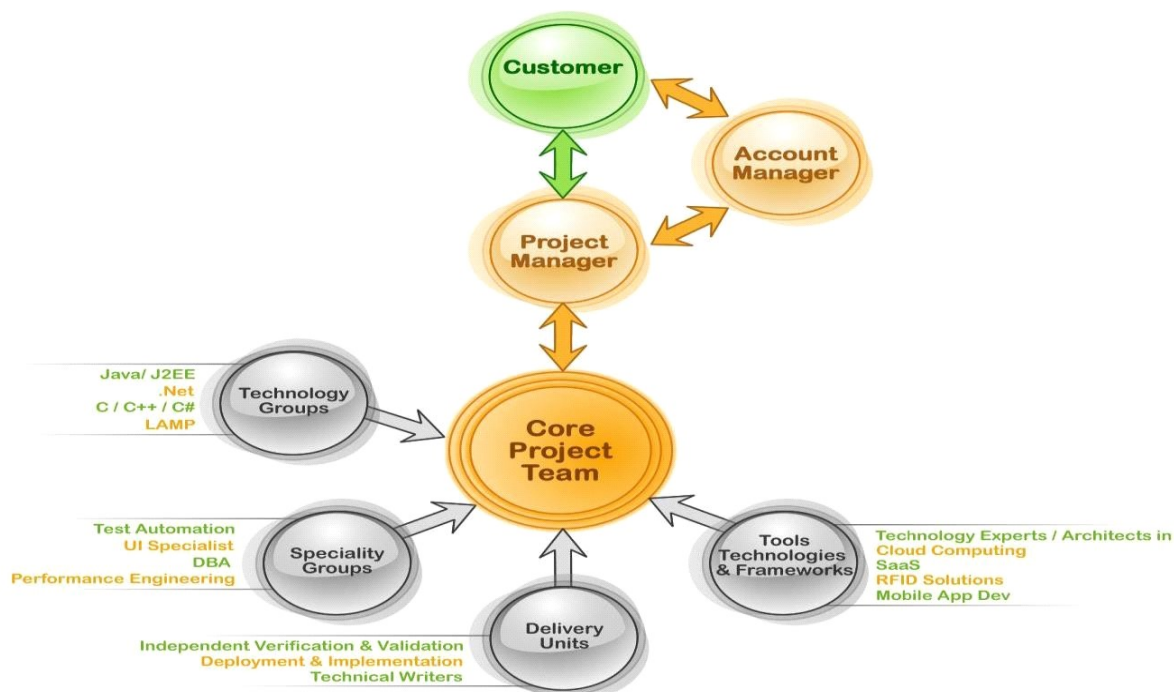 Customer
Account
Manager
Project
Manager
Java/ J2EE
.Net
C / C++ / C#
LAMP
Technology
Groups
Core
Project
Team
Test Automation
UI Specialist
DBA
Performance Engineering
Speciality
Groups
Tools
Technologies
& Frameworks
Technology Experts / Architects in
Cloud Computing
SaaS
RFID Solutions
Mobile App Dev
Independent Verification & Validation
Deployment & Implementation
Technical Writers
Delivery
Units